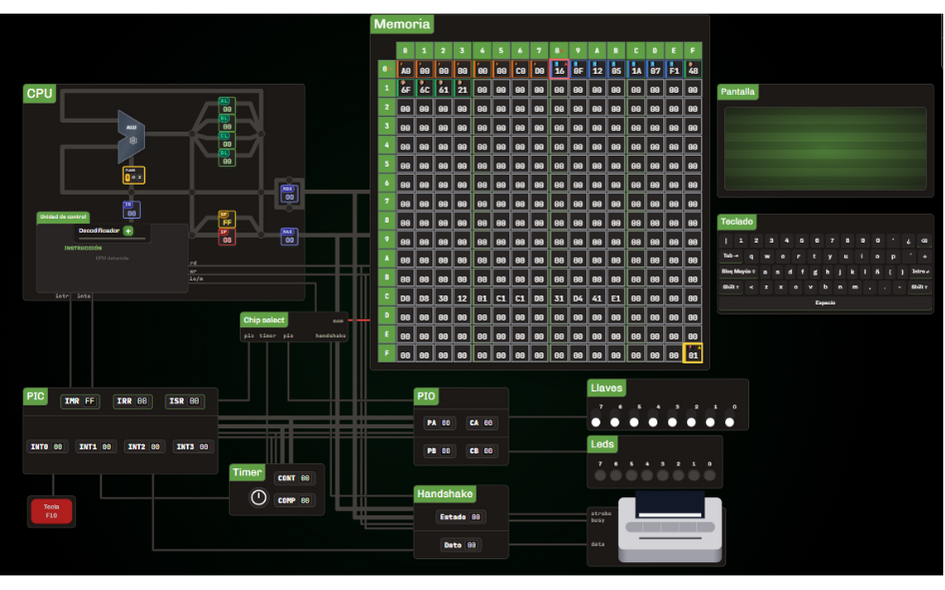 Memoria
0 1 2 3 4 5 6 7 8 9 A B C D E F
0 A0 00 00 00 00 00 C0 D0 16 0F 12 05 1A 07 F1 48
1 6F 6C 61 21 00 00 00 00 00 00 00 00 00 00 00 00
2 00 00 00 00 00 00 00 00 00 00 00 00 00 00 00 00
3 00 00 00 00 00 00 00 00 00 00 00 00 00 00 00 00
4 00 00 00 00 00 00 00 00 00 00 00 00 00 00 00 00
5 00 00 00 00 00 00 00 00 00 00 00 00 00 00 00 00
6 00 00 00 00 00 00 00 00 00 00 00 00 00 00 00 00
7 00 00 00 00 00 00 00 00 00 00 00 00 00 00 00 00
8 00 00 00 00 00 00 00 00 00 00 00 00 00 00 00 00
9 00 00 00 00 00 00 00 00 00 00 00 00 00 00 00 00
A 00 00 00 00 00 00 00 00 00 00 00 00 00 00 00 00
B 00 00 00 00 00 00 00 00 00 00 00 00 00 00 00 00
C D0 D8 30 12 01 C1 C1 D8 31 D4 41 E1 00 00 00 00
D 00 00 00 00 00 00 00 00 00 00 00 00 00 00 00 00
E 00 00 00 00 00 00 00 00 00 00 00 00 00 00 00 00
F 00 00 00 00 00 00 00 00 00 00 00 00 00 00 00 01
CPU
ALU
AL
00
BL
00
CL
00
DL
00
IR
00
SP
FF
IP
08
MBR
00
MAR
00
Unidad de control
Decodificador +
INSTRUCCIÓN
CPU detenida
rd
wr
io/m
intr inta
Pantalla
Teclado
| 1 2 3 4 5 6 7 8 9 0 ' ¿
Tab q w e r t y u i o p ´ +
Bloq Mayús a s d f g h j k l ñ { } Intro
Shift < z x c v b n m , . - Shift
Espacio
Chip select
mem
pic timer pio handshake
PIC
IMR FF IRR 00 ISR 00
INT0 00 INT1 00 INT2 00 INT3 00
Tecla
F10
Timer
CONT 00
COMP 00
PIO
PA 00 CA 00
PB 00 CB 00
Handshake
Estado 00
Dato 00
Llaves
7 6 5 4 3 2 1 0
Leds
7 6 5 4 3 2 1 0
strobe
busy
data